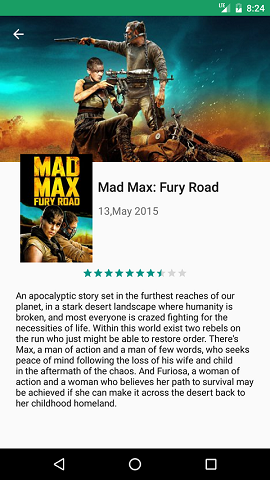 8:24
MAD
MAX
FURY ROAD
Mad Max: Fury Road
13,May 2015
An apocalyptic story set in the furthest reaches of our
planet, in a stark desert landscape where humanity is
broken, and most everyone is crazed fighting for the
necessities of life. Within this world exist two rebels on
the run who just might be able to restore order. There's
Max, a man of action and a man of few words, who seeks
peace of mind following the loss of his wife and child
in the aftermath of the chaos. And Furiosa, a woman of
action and a woman who believes her path to survival may
be achieved if she can make it across the desert back to
her childhood homeland.